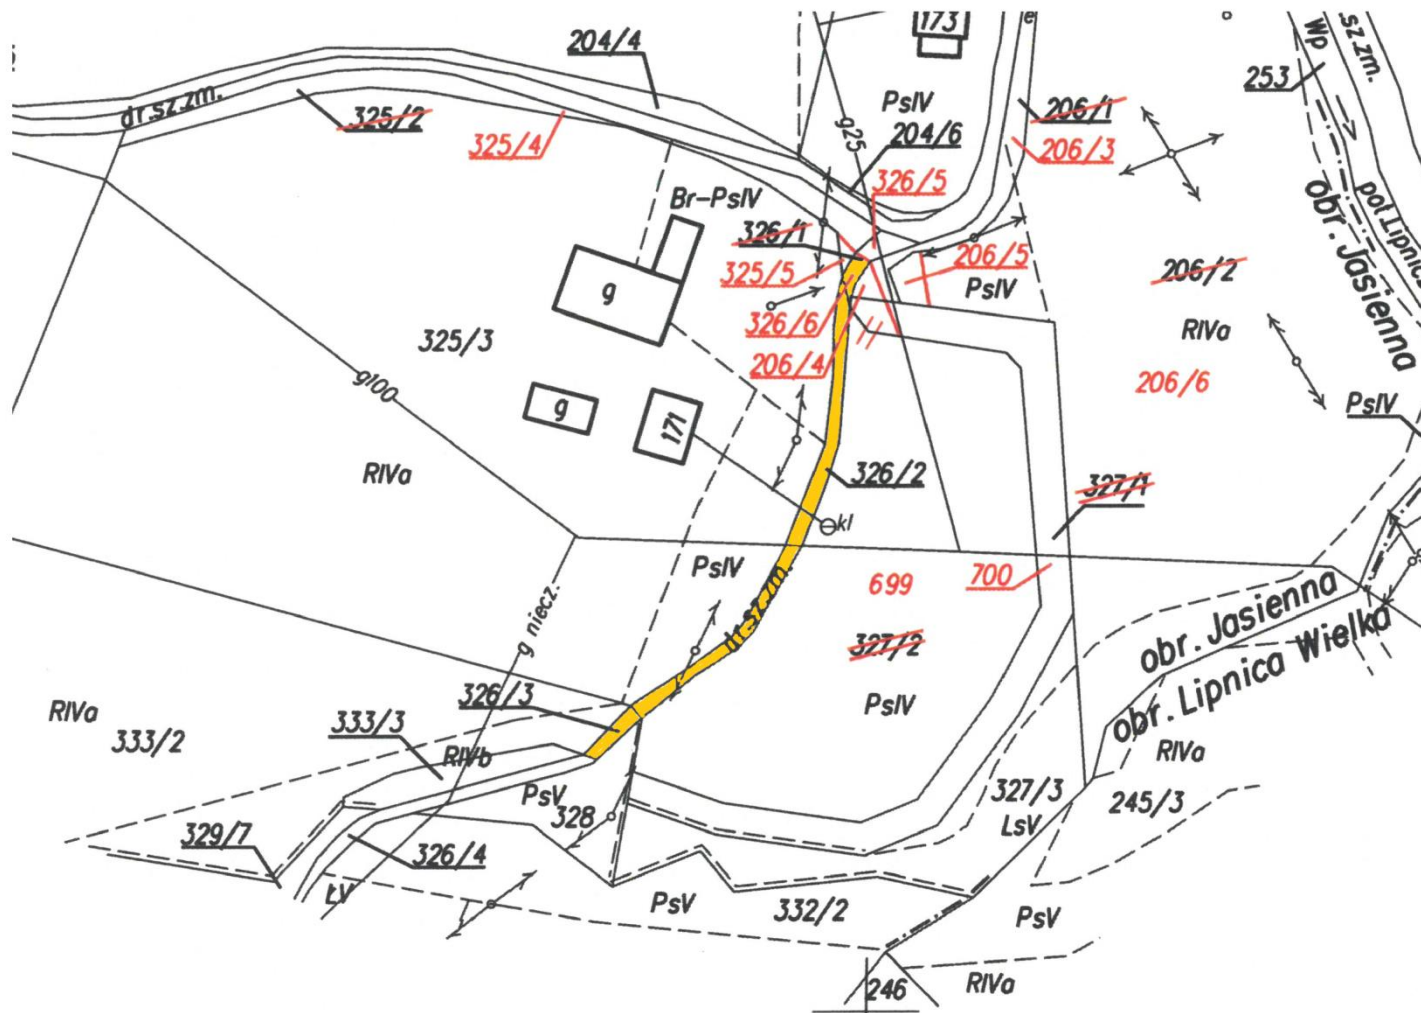 173
e
204/4
dr.sz.zm.
325/2
325/4
g25
PsIV
204/6
206/1
206/3
253
Wp
sz.zm.
326/5
Br-PsIV
326/1
325/5
206/5
PsIV
206/2
obr. Jasienna
g
326/6
206/4
325/3
RIVa
206/6
PsIV
g100
g
171
RIVa
326/2
327/1
kl
PsIV
699
700
g niecz.
dr.sz.zm.
327/2
obr. Jasienna
obr. Lipnica Wielka
326/3
RIVa
333/2
333/3
RIVb
PsIV
RIVa
PsV
328
327/3
LsV
245/3
329/7
326/4
ŁV
PsV
332/2
PsV
246
RIVa